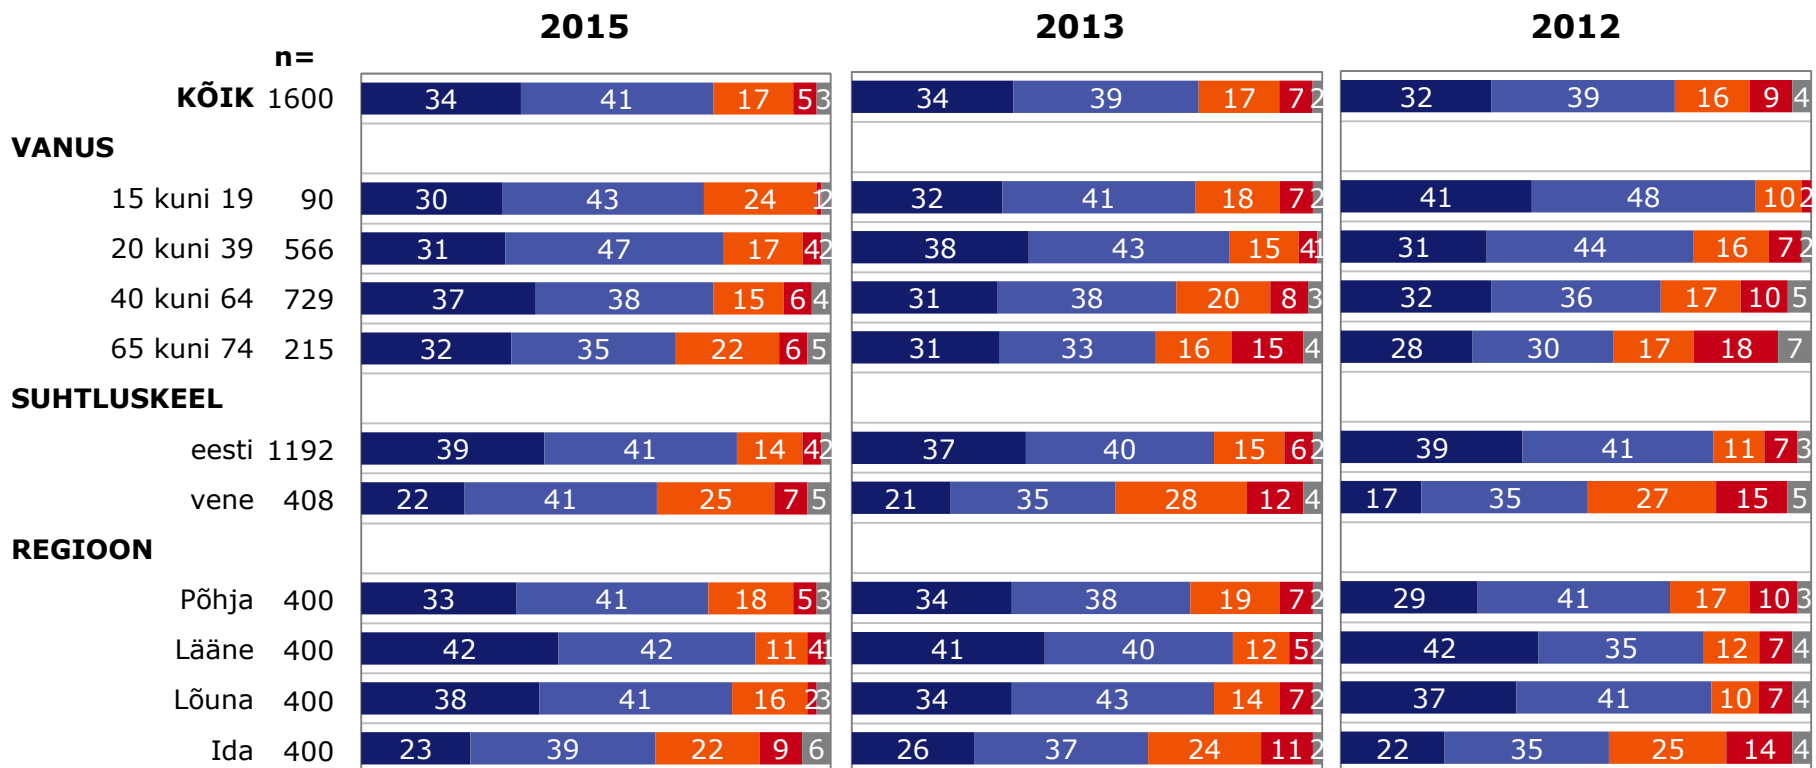 2015 2013 2012
n=
KÕIK 1600 34 41 17 5 3 34 39 17 7 2 32 39 16 9 4
VANUS
15 kuni 19 90 30 43 24 1 2 32 41 18 7 2 41 48 10 2
20 kuni 39 566 31 47 17 4 2 38 43 15 4 1 31 44 16 7 2
40 kuni 64 729 37 38 15 6 4 31 38 20 8 3 32 36 17 10 5
65 kuni 74 215 32 35 22 6 5 31 33 16 15 4 28 30 17 18 7
SUHTLUSKEEL
eesti 1192 39 41 14 4 2 37 40 15 6 2 39 41 11 7 3
vene 408 22 41 25 7 5 21 35 28 12 4 17 35 27 15 5
REGIOON
Põhja 400 33 41 18 5 3 34 38 19 7 2 29 41 17 10 3
Lääne 400 42 42 11 4 1 41 40 12 5 2 42 35 12 7 4
Lõuna 400 38 41 16 2 3 34 43 14 7 2 37 41 10 7 4
Ida 400 23 39 22 9 6 26 37 24 11 2 22 35 25 14 4